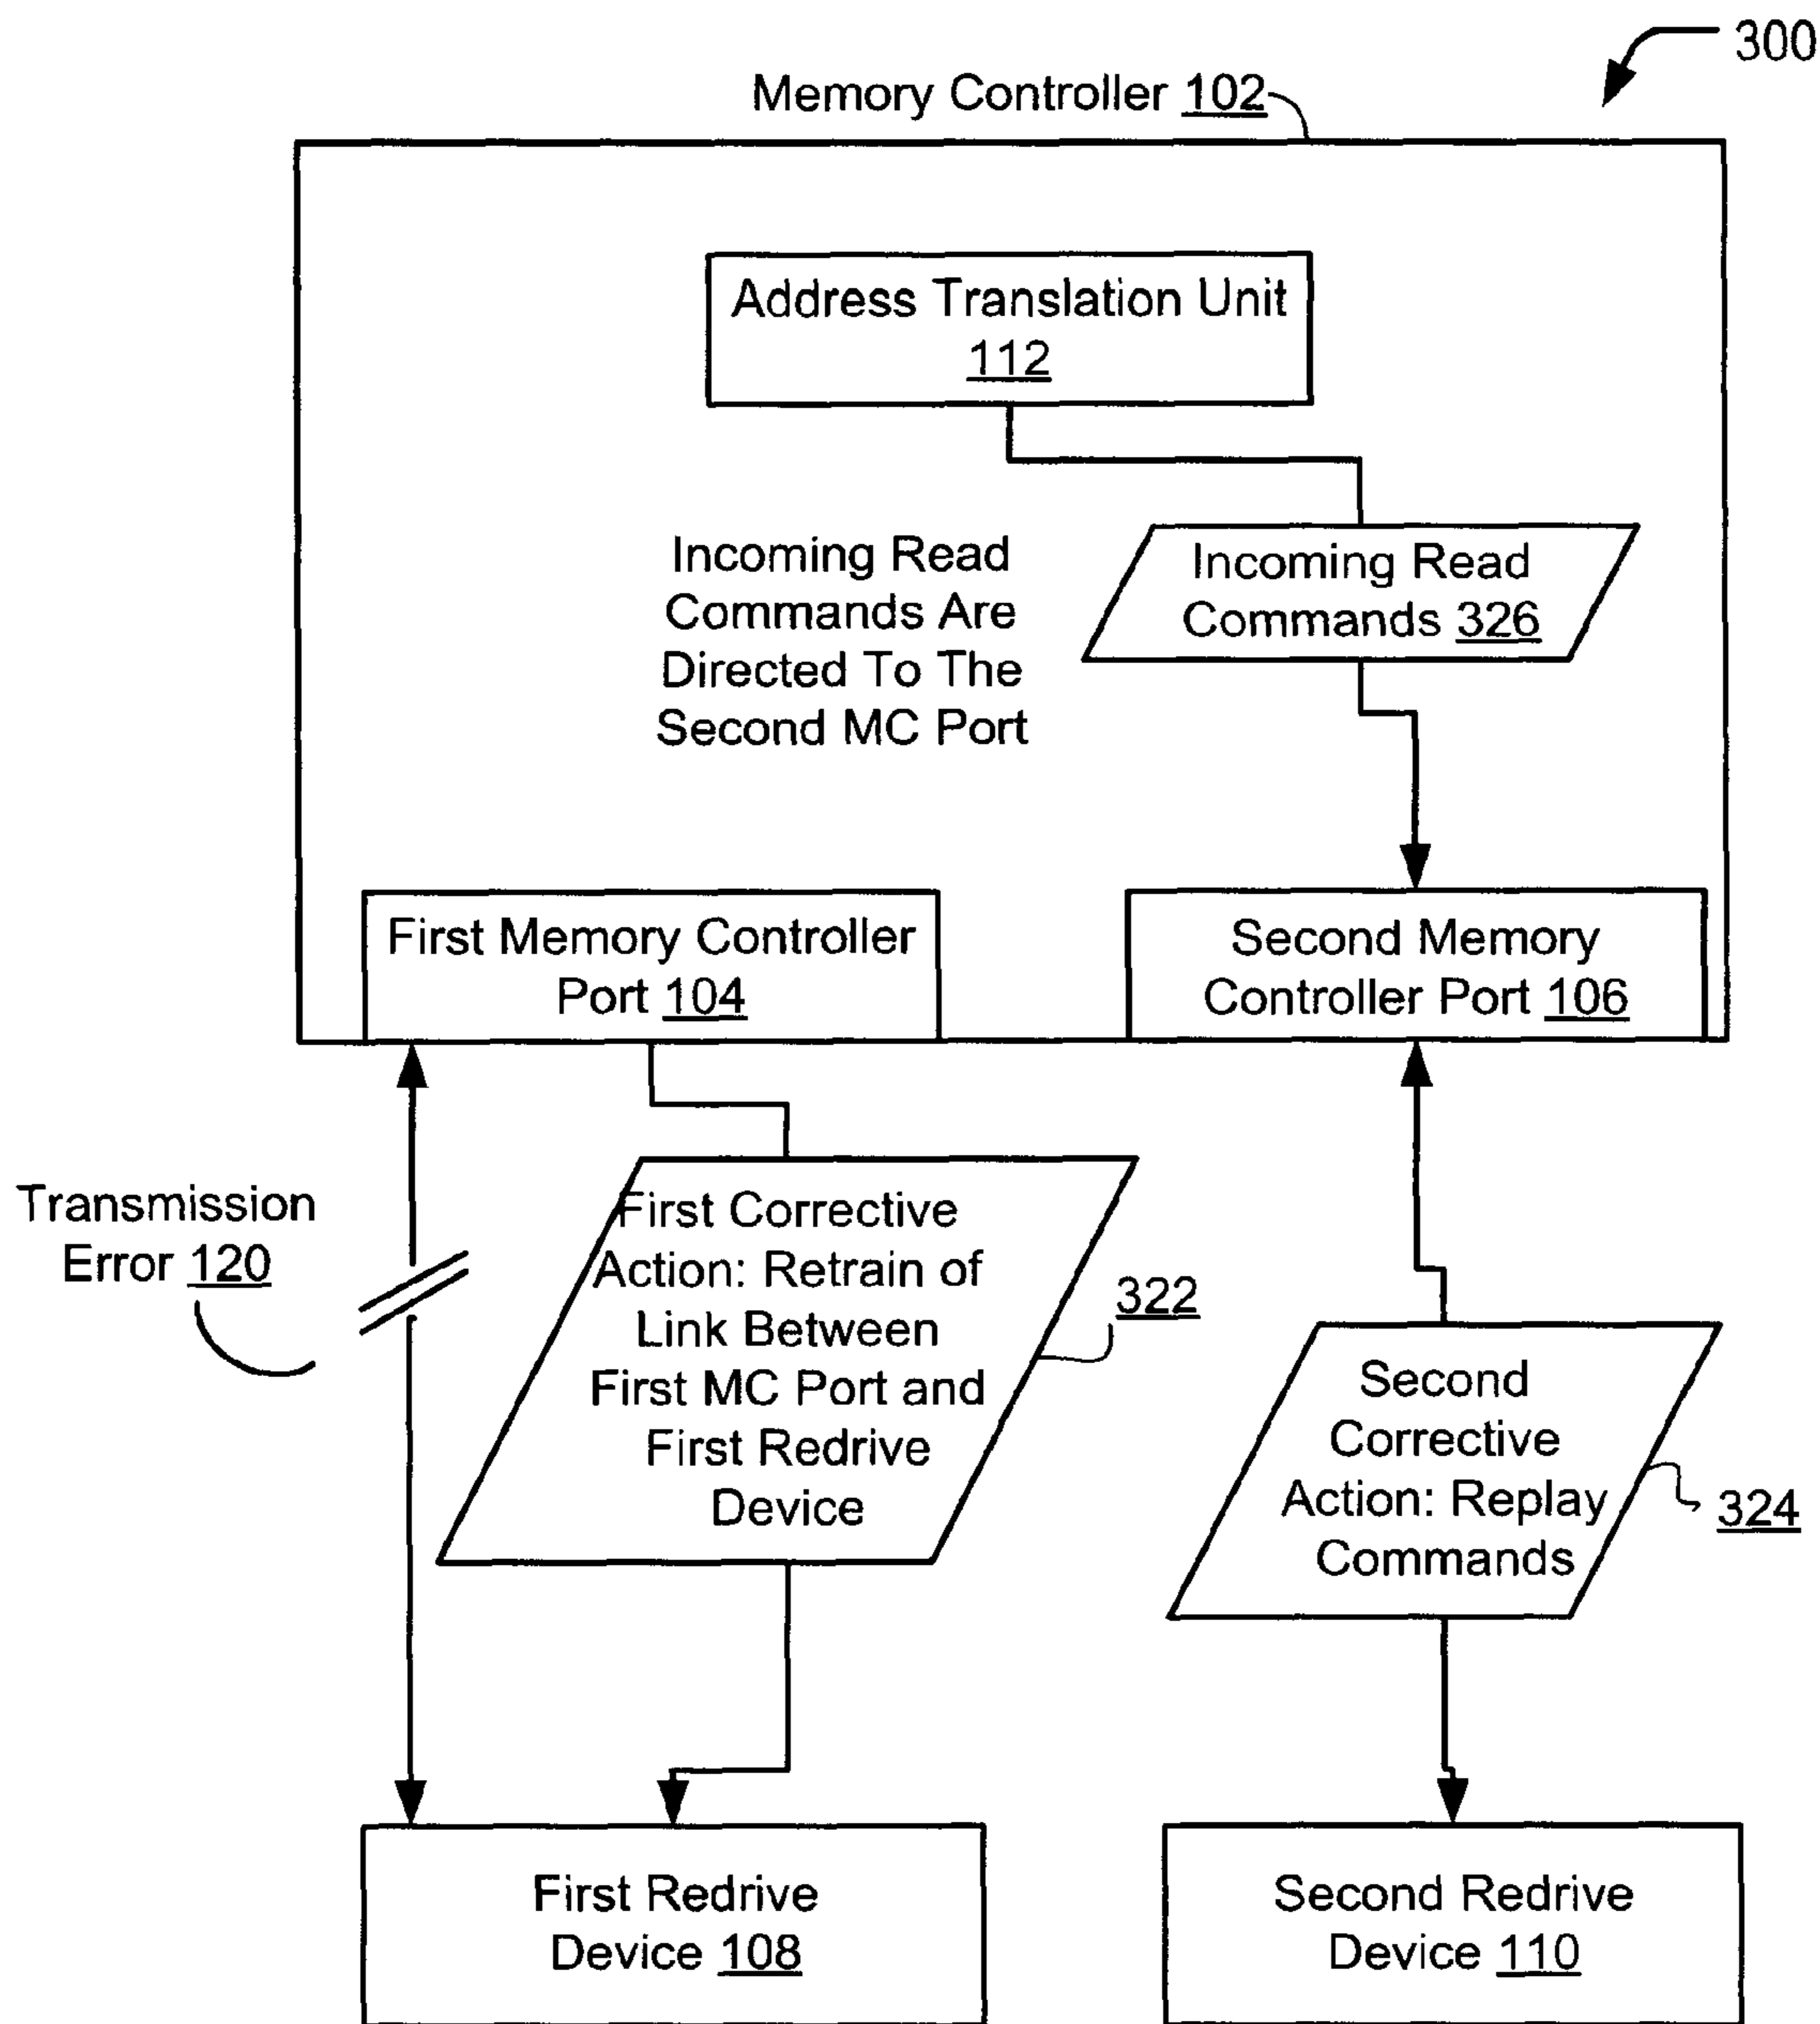 300
Memory Controller 102
Address Translation Unit
112
Incoming Read
Commands Are
Directed To The
Second MC Port
Incoming Read
Commands 326
First Memory Controller
Port 104
Second Memory
Controller Port 106
Transmission
Error 120
First Corrective
Action: Retrain of
Link Between
First MC Port and
First Redrive
Device
322
Second
Corrective
Action: Replay
Commands
324
First Redrive
Device 108
Second Redrive
Device 110